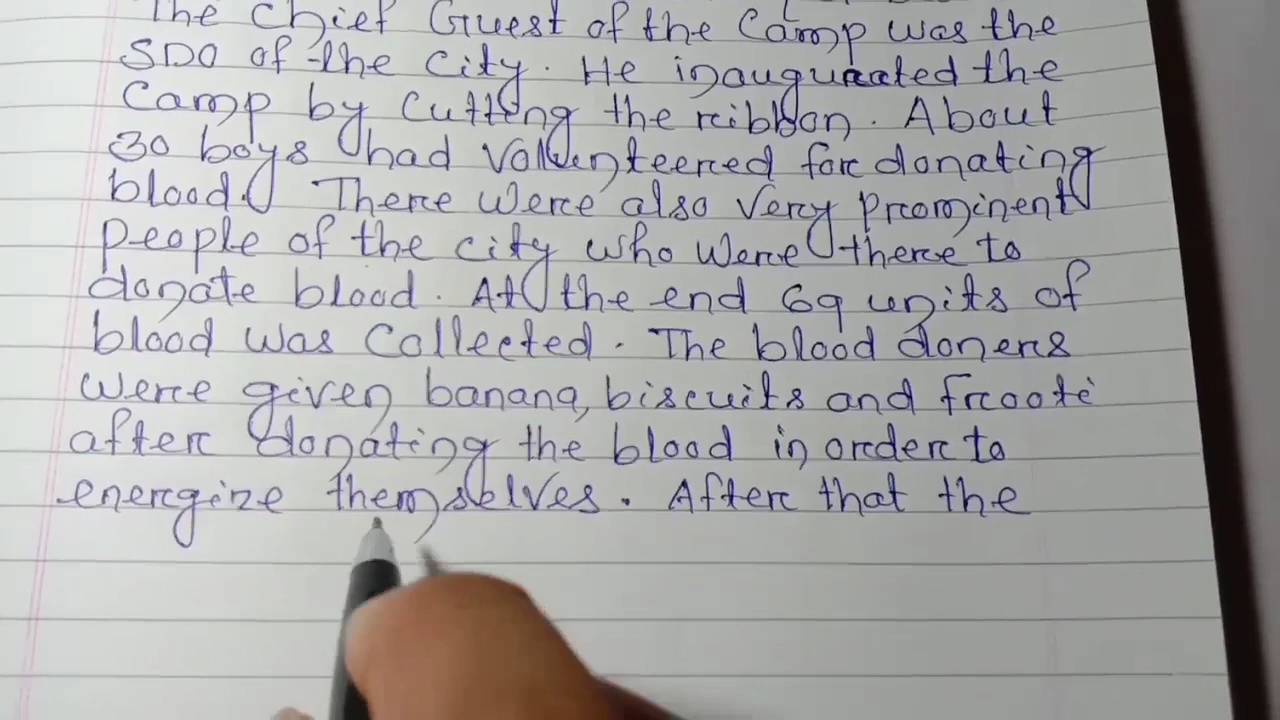 The Chief Guest of the Camp was the
SDO of the City. He inaugurated the
Camp by Cutting the ribbon. About
30 boys had Volunteered for donating
blood. There were also Very Prominent
People of the city who were there to
donate blood. At the end 69 units of
blood was Collected. The blood doners
were given banana, biscuits and frooti
after donating the blood in order to
energize themselves. After that the